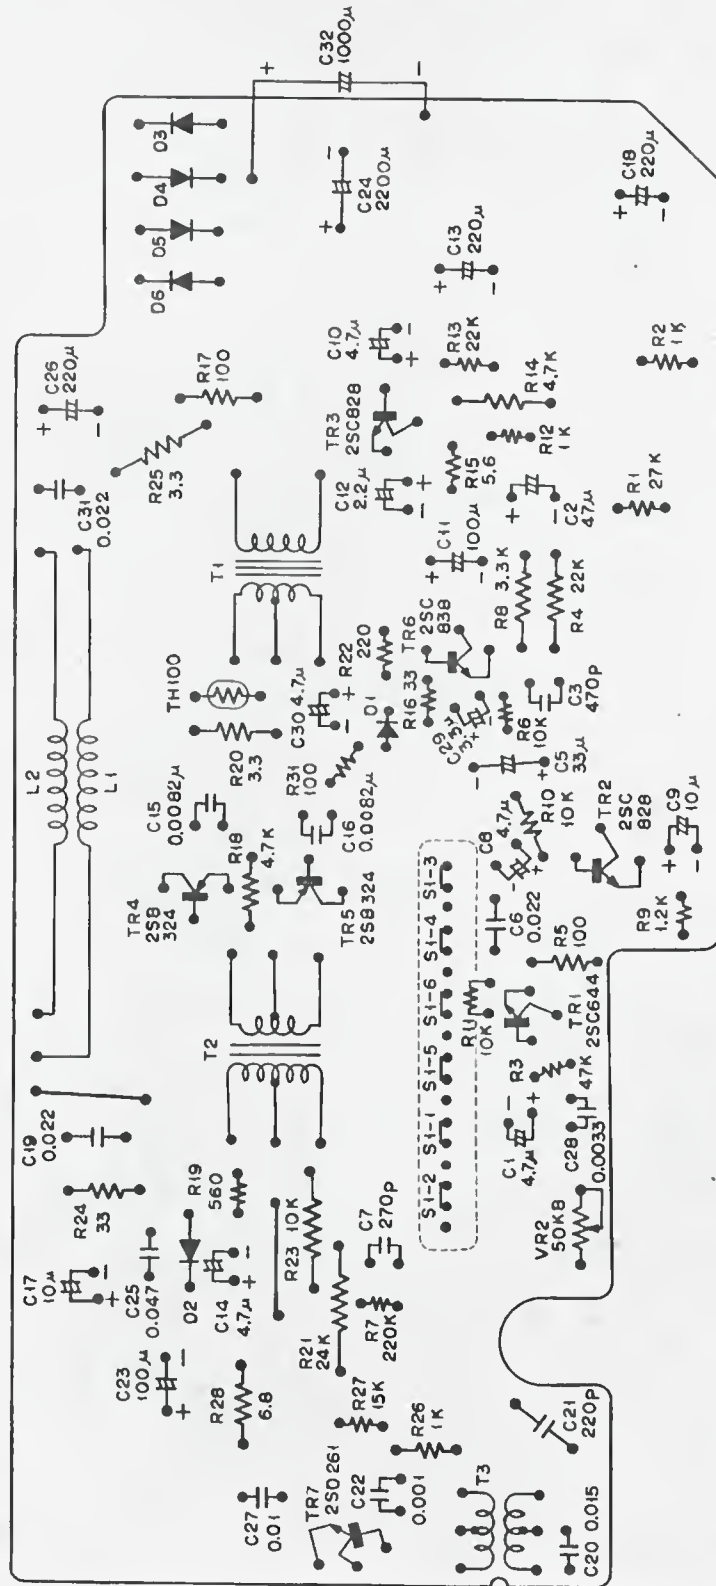 C17
10μ
R24
33
C19
0.022
L2
L1
C31
0.022
C26
220μ
C32
1000μ
C23
100μ
C25
0.047
D2
R19
560
TR4
2SB
324
C15
0.0082μ
TH100
R25
3.3
D6
D5
D4
D3
R28
6.8
C14
4.7μ
T2
R18
4.7K
R20
3.3
T1
R17
100
C27
0.01
R23
10K
TR5
2SB324
R31
100
C30 4.7μ
C16
0.0082μ
R22
220
C12
2.2μ
TR3
2SC828
C10
4.7μ
C24
2200μ
TR7
2SD261
R21
24K
C7
270p
R7
220K
D1
R16 33
TR6
2SC
838
C11
100μ
R15
5.6
R13
22K
C13
220μ
C22
0.001
R27
15K
R26
1K
S1-2
S1-1
S1-5
S1-6
S1-4
S1-3
C29
3.3μ
R6
10K
R8 3.3K
R4 22K
R12
1K
R14
4.7K
T3
R11
10K
C6
0.022
C8
4.7μ
R10
10K
C5
33μ
C3
470p
C2
47μ
C21
220p
VR2
50KB
C1
4.7μ
R3
47K
C28
0.0033
TR1
2SC644
R5
100
TR2
2SC
828
R1
27K
R2
1K
C18
220μ
C20 0.015
R9
1.2K
C9
10μ